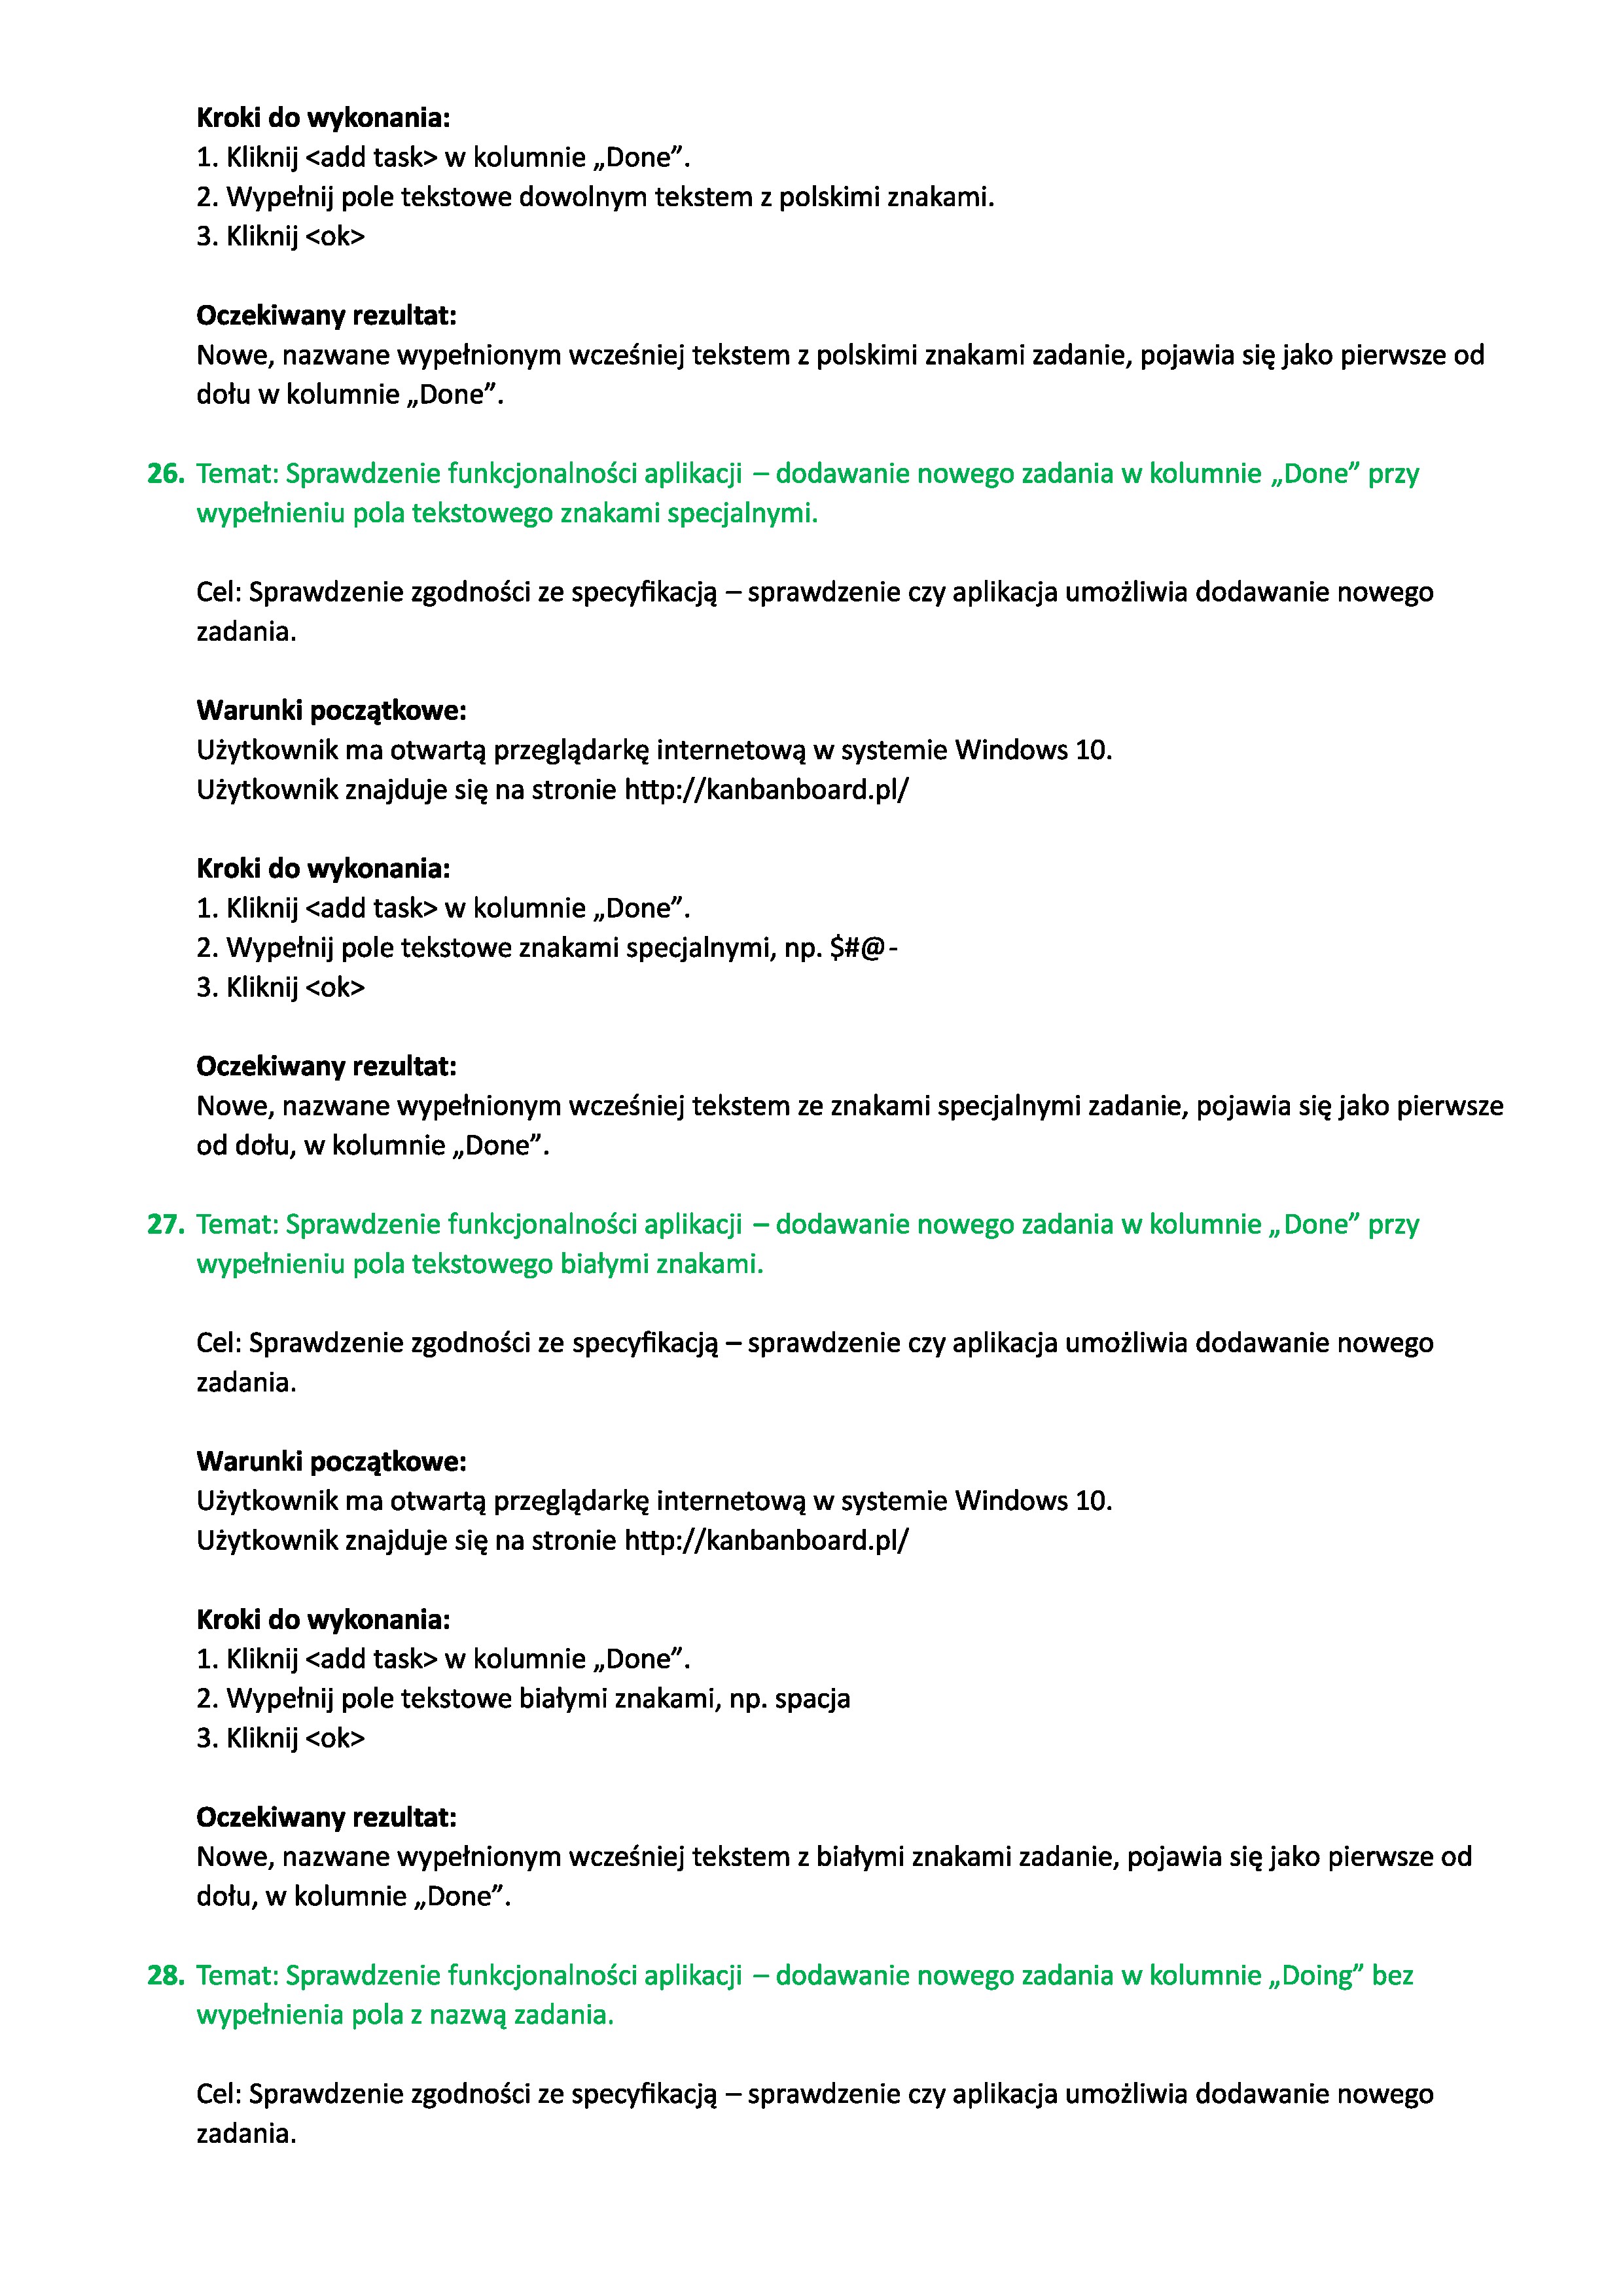 Kroki do wykonania:
1. Kliknij <add task> w kolumnie „Done”.
2. Wypełnij pole tekstowe dowolnym tekstem z polskimi znakami.
3. Kliknij <ok>
Oczekiwany rezultat:
Nowe, nazwane wypełnionym wcześniej tekstem z polskimi znakami zadanie, pojawia się jako pierwsze od
dołu w kolumnie „Done”.
26. Temat: Sprawdzenie funkcjonalności aplikacji – dodawanie nowego zadania w kolumnie „Done” przy
wypełnieniu pola tekstowego znakami specjalnymi.
Cel: Sprawdzenie zgodności ze specyfikacją – sprawdzenie czy aplikacja umożliwia dodawanie nowego
zadania.
Warunki początkowe:
Użytkownik ma otwartą przeglądarkę internetową w systemie Windows 10.
Użytkownik znajduje się na stronie http://kanbanboard.pl/
Kroki do wykonania:
1. Kliknij <add task> w kolumnie „Done”.
2. Wypełnij pole tekstowe znakami specjalnymi, np. $#@-
3. Kliknij <ok>
Oczekiwany rezultat:
Nowe, nazwane wypełnionym wcześniej tekstem ze znakami specjalnymi zadanie, pojawia się jako pierwsze
od dołu, w kolumnie „Done”.
27. Temat: Sprawdzenie funkcjonalności aplikacji – dodawanie nowego zadania w kolumnie „Done” przy
wypełnieniu pola tekstowego białymi znakami.
Cel: Sprawdzenie zgodności ze specyfikacją – sprawdzenie czy aplikacja umożliwia dodawanie nowego
zadania.
Warunki początkowe:
Użytkownik ma otwartą przeglądarkę internetową w systemie Windows 10.
Użytkownik znajduje się na stronie http://kanbanboard.pl/
Kroki do wykonania:
1. Kliknij <add task> w kolumnie „Done”.
2. Wypełnij pole tekstowe białymi znakami, np. spacja
3. Kliknij <ok>
Oczekiwany rezultat:
Nowe, nazwane wypełnionym wcześniej tekstem z białymi znakami zadanie, pojawia się jako pierwsze od
dołu, w kolumnie „Done”.
28. Temat: Sprawdzenie funkcjonalności aplikacji – dodawanie nowego zadania w kolumnie „Doing” bez
wypełnienia pola z nazwą zadania.
Cel: Sprawdzenie zgodności ze specyfikacją – sprawdzenie czy aplikacja umożliwia dodawanie nowego
zadania.